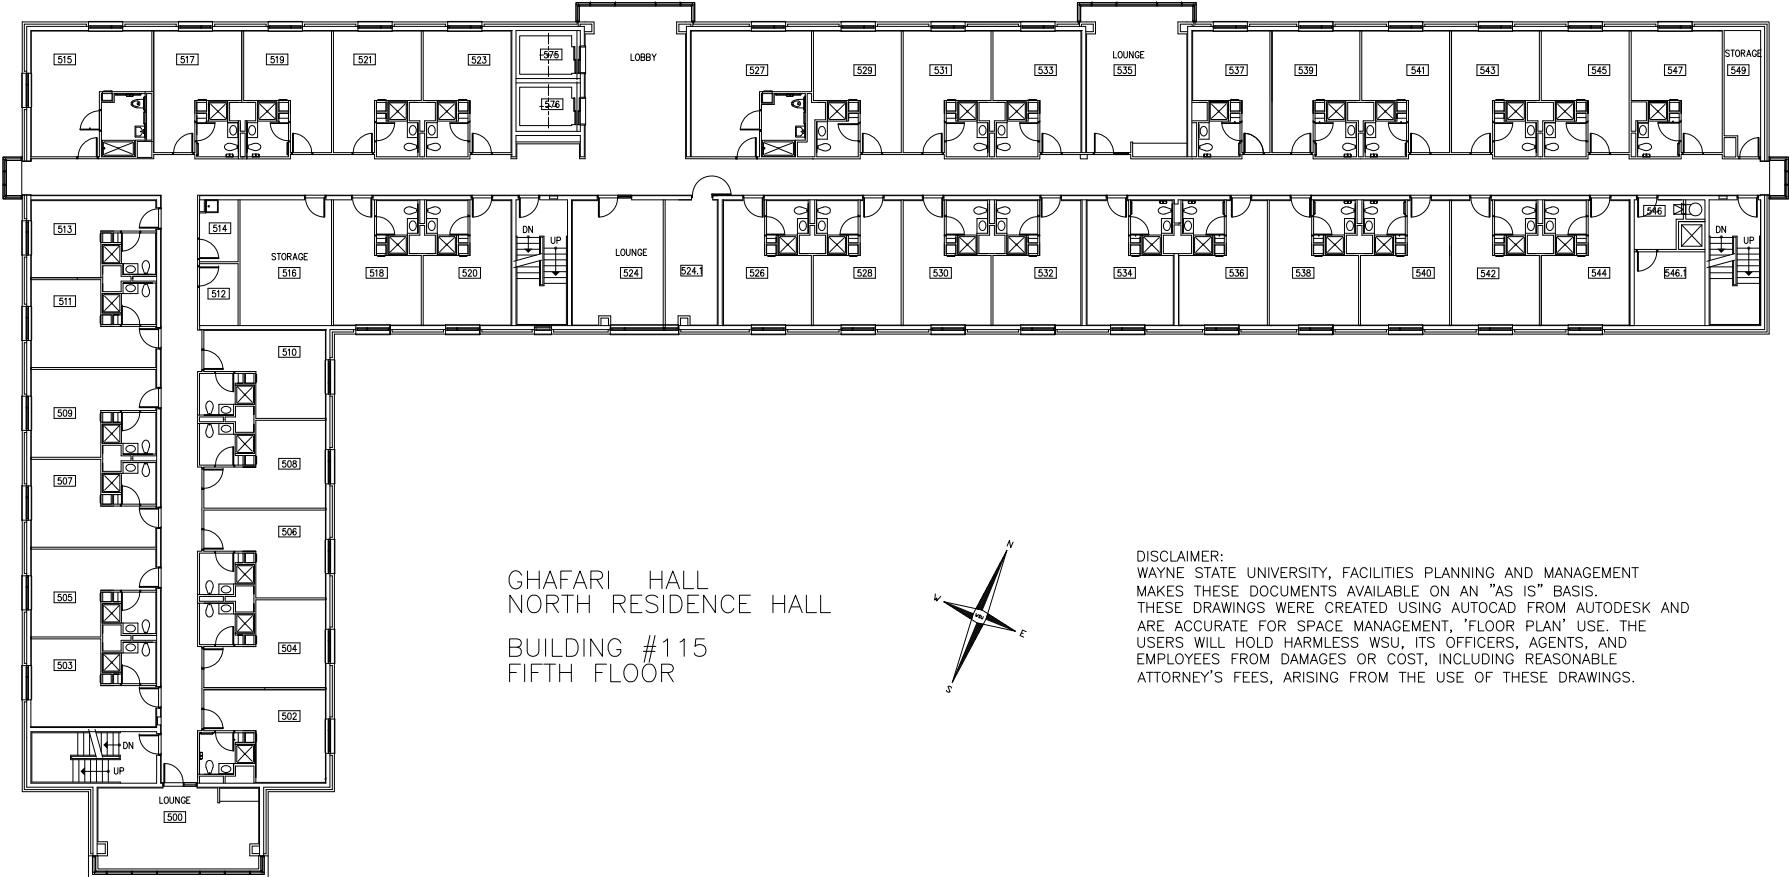 LOBBY
LOUNGE
STORAGE
515
517
519
521
523
575
576
527
529
531
533
535
537
539
541
543
545
547
549
513
514
STORAGE
516
512
518
520
DN
UP
LOUNGE
524
524.1
526
528
530
532
534
536
538
540
542
544
546
546.1
DN
UP
511
510
509
508
507
506
505
504
503
502
DN
UP
LOUNGE
500
GHAFARI HALL
NORTH RESIDENCE HALL
BUILDING #115
FIFTH FLOOR
N
W
E
S
DISCLAIMER:
WAYNE STATE UNIVERSITY, FACILITIES PLANNING AND MANAGEMENT
MAKES THESE DOCUMENTS AVAILABLE ON AN "AS IS" BASIS.
THESE DRAWINGS WERE CREATED USING AUTOCAD FROM AUTODESK AND
ARE ACCURATE FOR SPACE MANAGEMENT, 'FLOOR PLAN' USE. THE
USERS WILL HOLD HARMLESS WSU, ITS OFFICERS, AGENTS, AND
EMPLOYEES FROM DAMAGES OR COST, INCLUDING REASONABLE
ATTORNEY'S FEES, ARISING FROM THE USE OF THESE DRAWINGS.